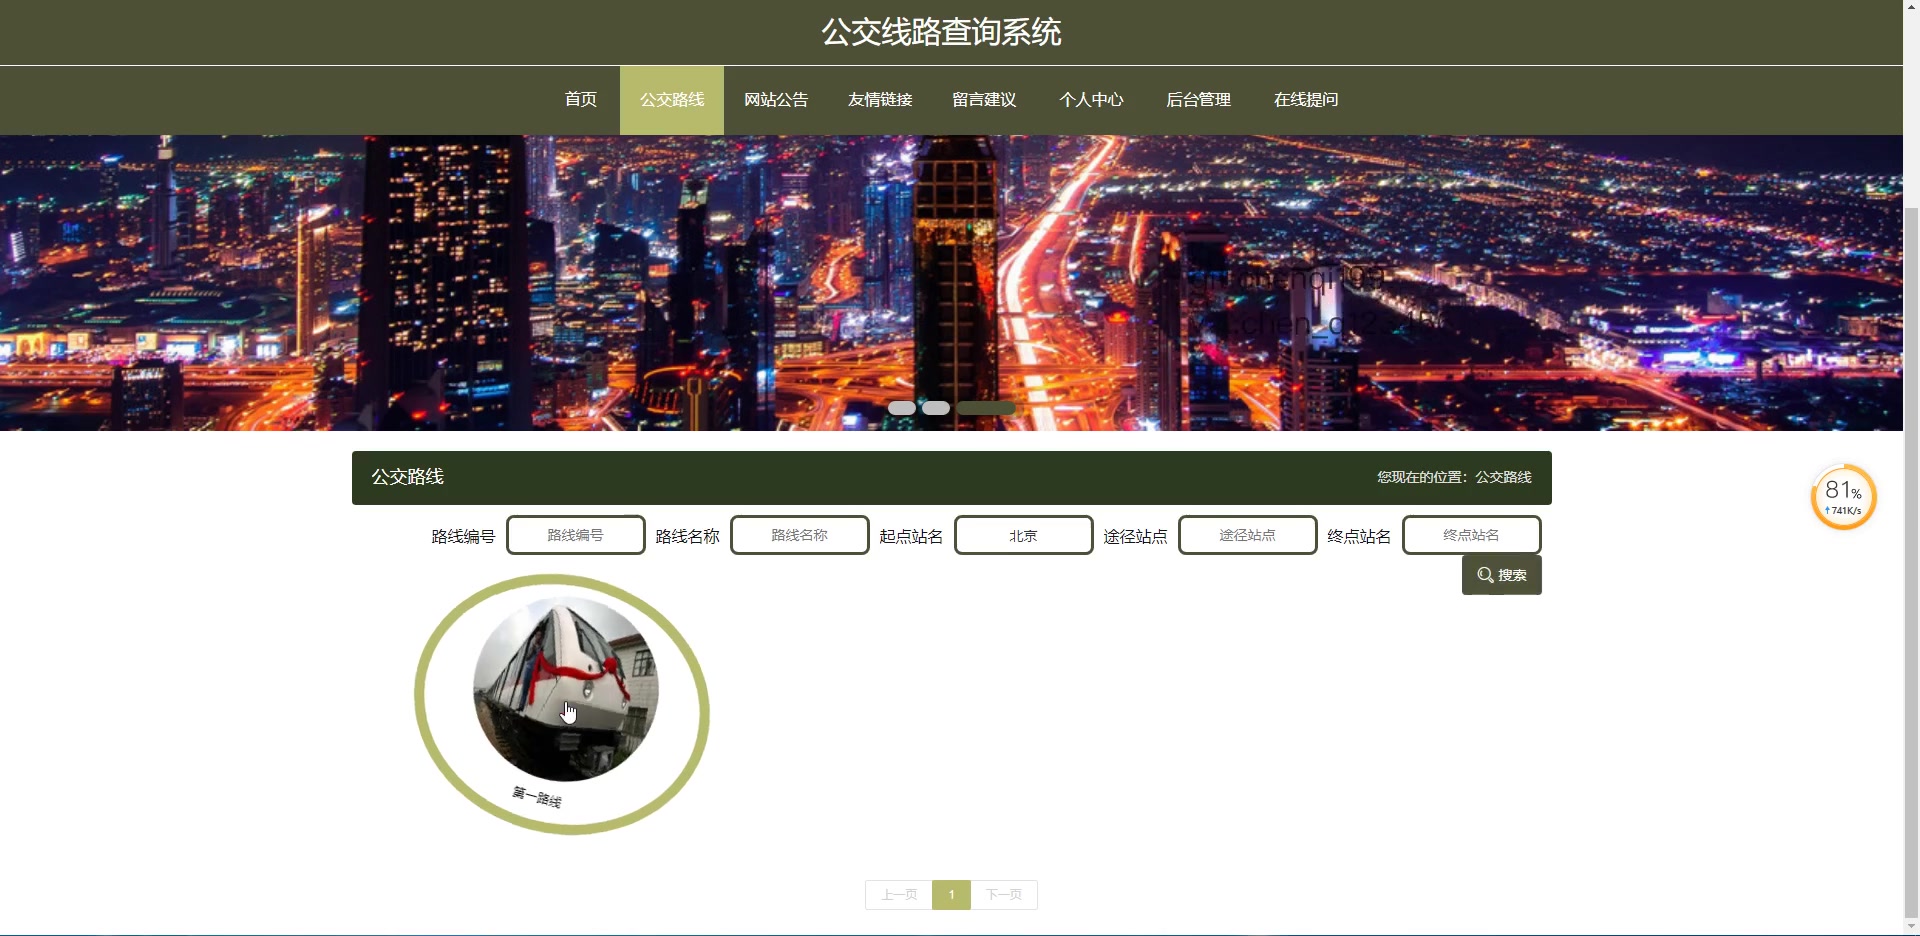 公交线路查询系统
首页 公交路线 网站公告 友情链接 留言建议 个人中心 后台管理 在线提问
公交路线 您现在的位置：公交路线
路线编号 路线编号 路线名称 路线名称 起点站名 北京 途径站点 途径站点 终点站名 终点站名
搜索
81%
↑741K/s
第一路线
上一页 1 下一页